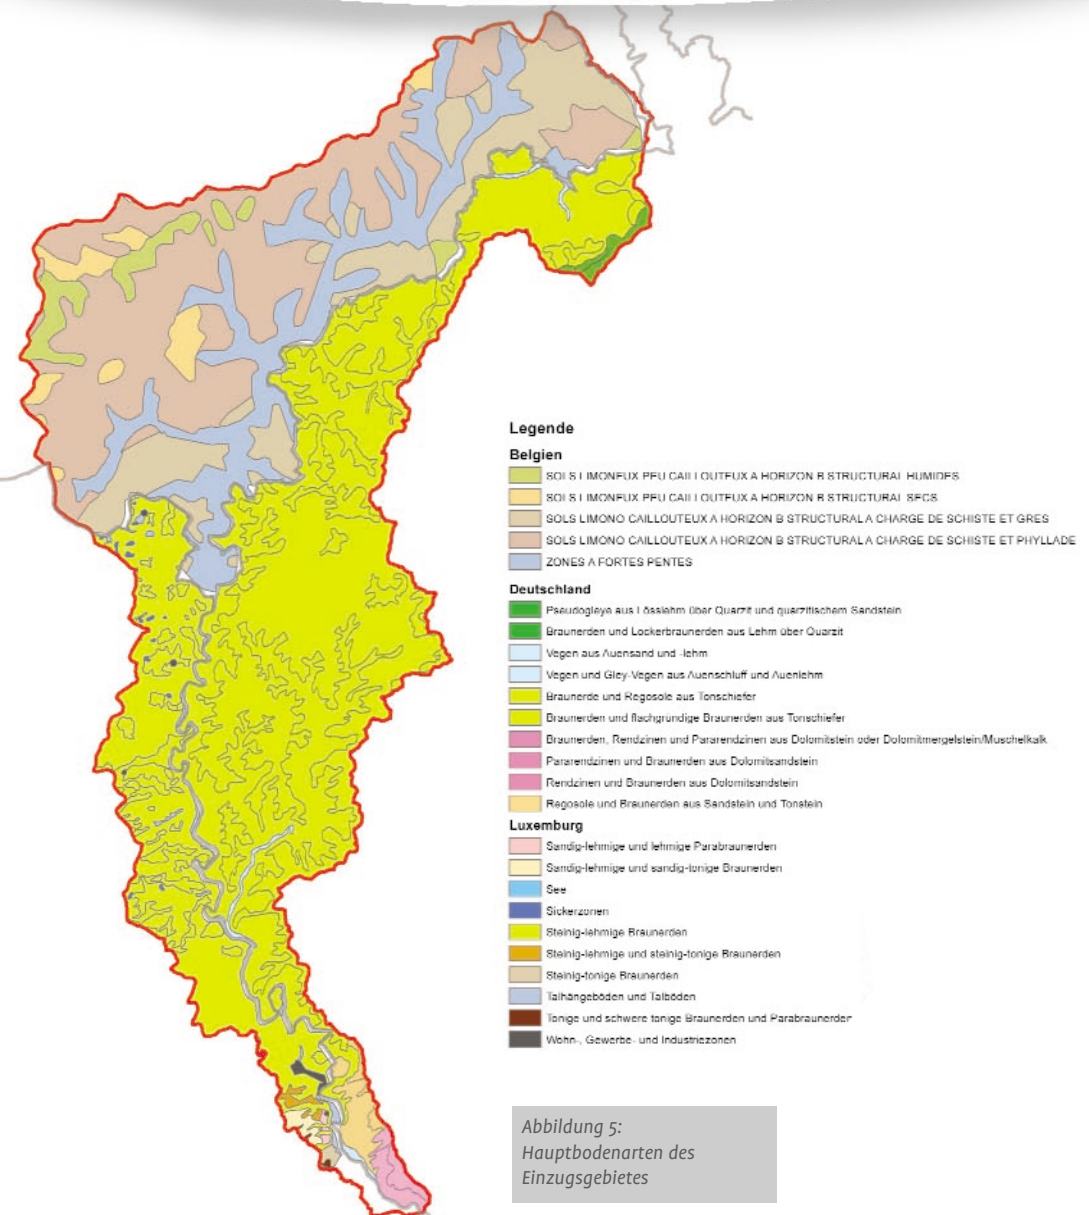 Legende
Belgien
SOLS LIMONEUX PEU CAILLOUTEUX A HORIZON B STRUCTURAL HUMIDES
SOLS LIMONEUX PEU CAILLOUTEUX A HORIZON B STRUCTURAL SECS
SOLS LIMONO CAILLOUTEUX A HORIZON B STRUCTURAL A CHARGE DE SCHISTE ET GRES
SOLS LIMONO CAILLOUTEUX A HORIZON B STRUCTURAL A CHARGE DE SCHISTE ET PHYLLADE
ZONES A FORTES PENTES
Deutschland
Pseudogleye aus Lösslehm über Quarzit und quarzitischem Sandstein
Braunerden und Lockerbraunerden aus Lehm über Quarzit
Vegen aus Auensand und -lehm
Vegen und Gley-Vegen aus Auenschluff und Auenlehm
Braunerde und Regosole aus Tonschiefer
Braunerden und flachgründige Braunerden aus Tonschiefer
Braunerden, Rendzinen und Pararendzinen aus Dolomitstein oder Dolomitmergelstein/Muschelkalk
Pararendzinen und Braunerden aus Dolomitsandstein
Rendzinen und Braunerden aus Dolomitsandstein
Regosole und Braunerden aus Sandstein und Tonstein
Luxemburg
Sandig-lehmige und lehmige Parabraunerden
Sandig-lehmige und sandig-tonige Braunerden
See
Sickerzonen
Steinig-lehmige Braunerden
Steinig-lehmige und steinig-tonige Braunerden
Steinig-tonige Braunerden
Talhängeböden und Talböden
Tonige und schwere tonige Braunerden und Parabraunerden
Wohn-, Gewerbe- und Industriezonen
Abbildung 5:
Hauptbodenarten des
Einzugsgebietes